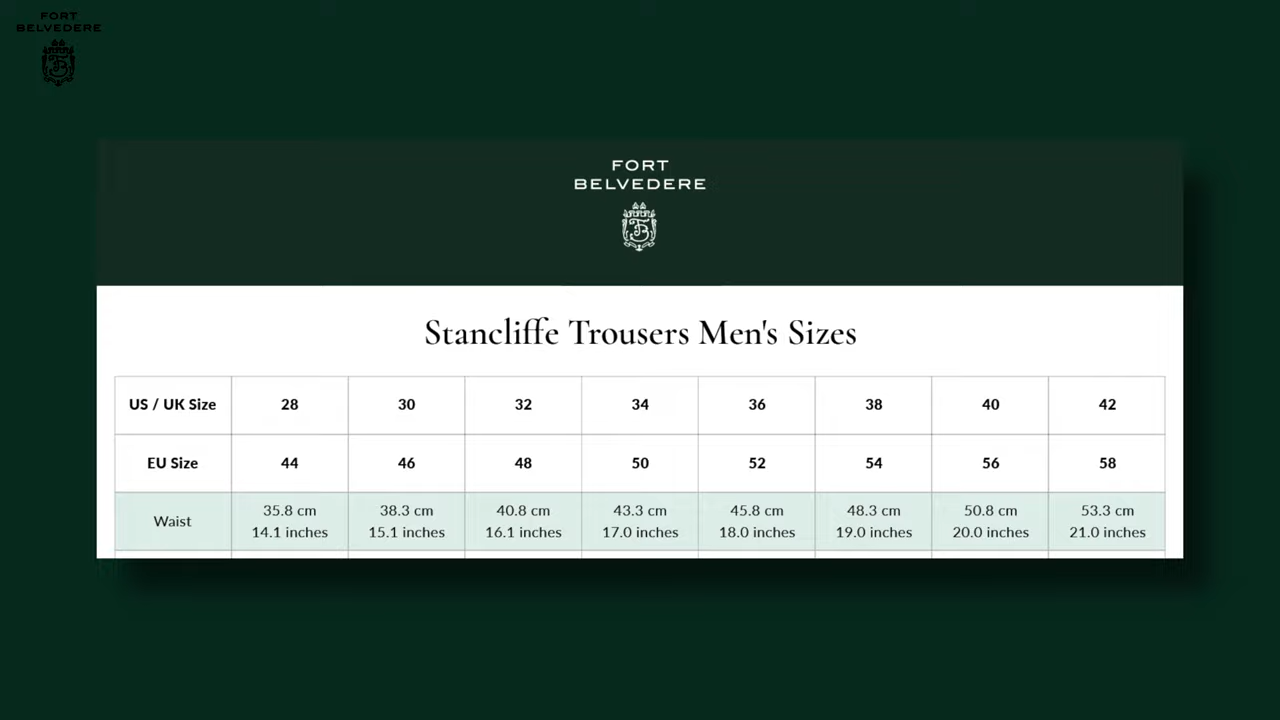 FORT
BELVEDERE
FORT
BELVEDERE
Stancliffe Trousers Men's Sizes
US / UK Size 28 30 32 34 36 38 40 42
EU Size 44 46 48 50 52 54 56 58
Waist 35.8 cm 38.3 cm 40.8 cm 43.3 cm 45.8 cm 48.3 cm 50.8 cm 53.3 cm
14.1 inches 15.1 inches 16.1 inches 17.0 inches 18.0 inches 19.0 inches 20.0 inches 21.0 inches